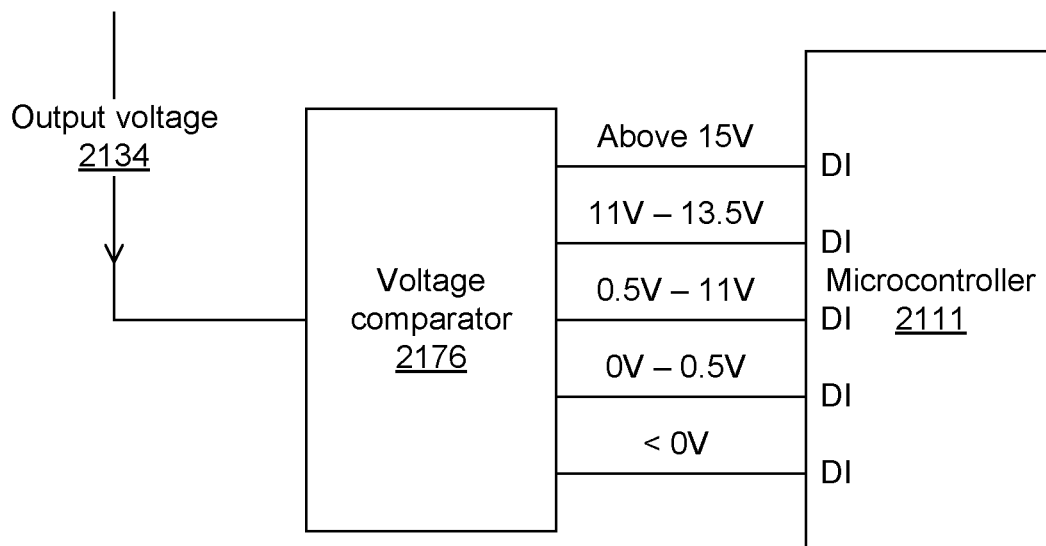 Output voltage
2134
Voltage
comparator
2176
Above 15V
11V – 13.5V
0.5V – 11V
0V – 0.5V
< 0V
DI
DI
Microcontroller
DI 2111
DI
DI